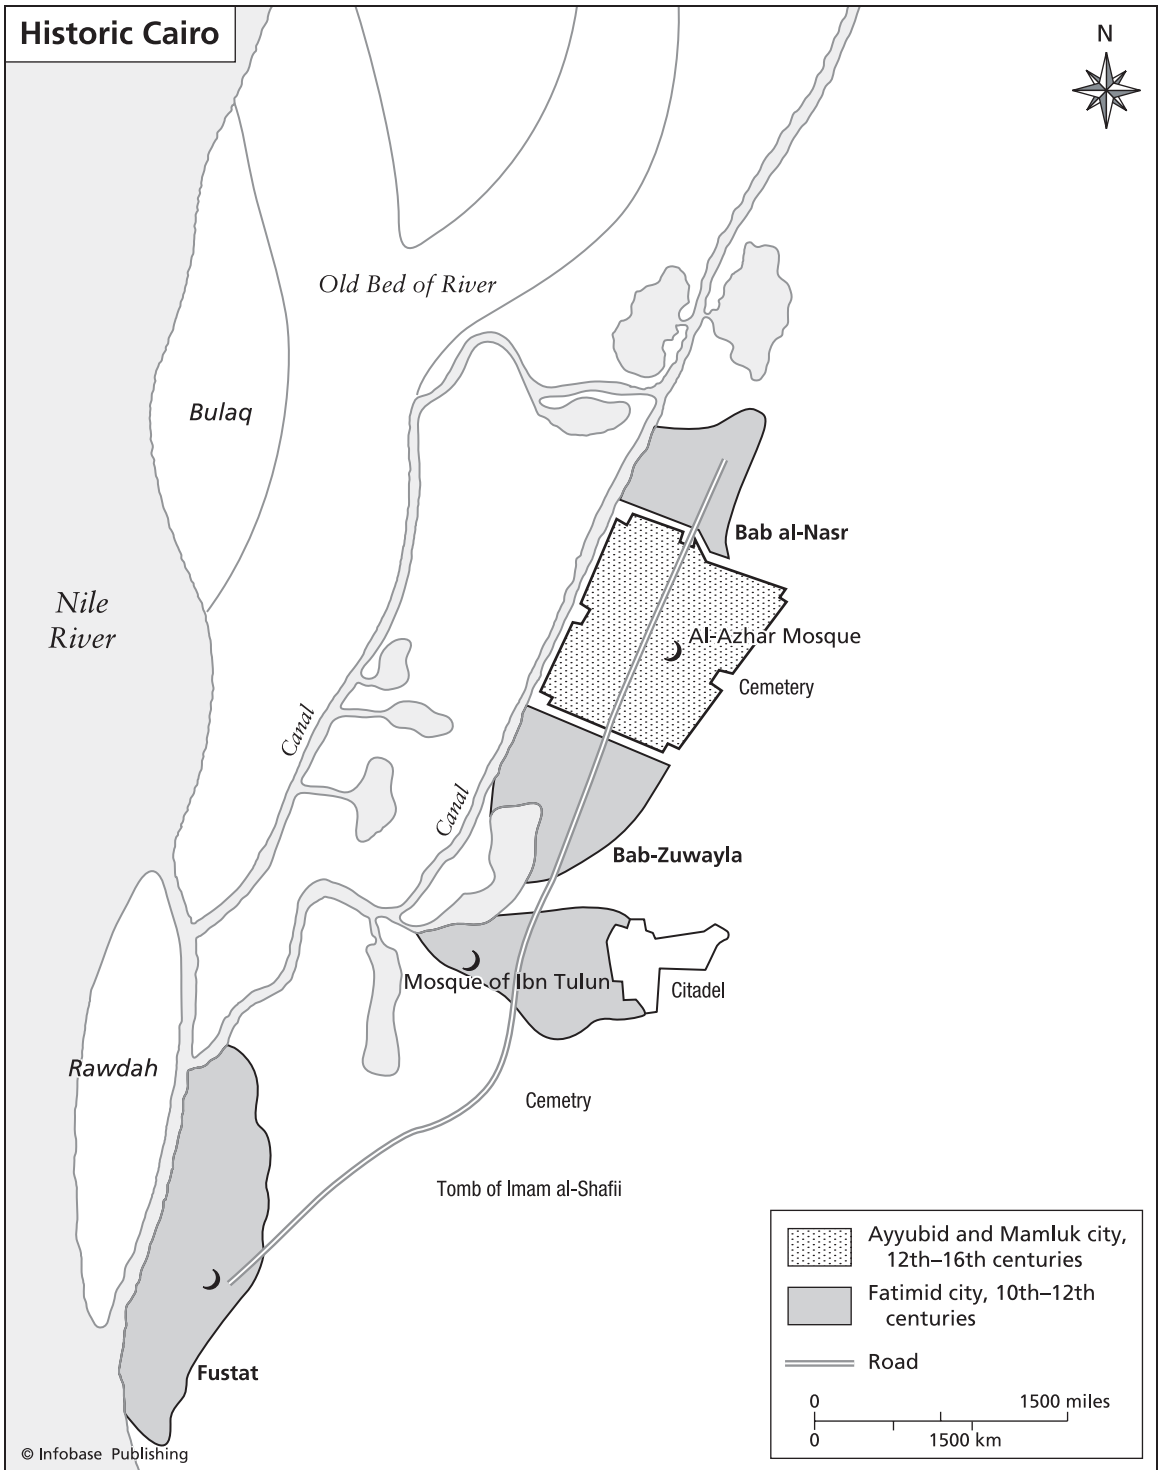 Historic Cairo
N
Old Bed of River
Bulaq
Bab al-Nasr
Nile
River
Al-Azhar Mosque
Cemetery
Canal
Canal
Bab-Zuwayla
Mosque of Ibn Tulun
Citadel
Rawdah
Cemetry
Tomb of Imam al-Shafii
Fustat
Ayyubid and Mamluk city,
12th–16th centuries
Fatimid city, 10th–12th
centuries
Road
0 1500 miles
0 1500 km
© Infobase Publishing